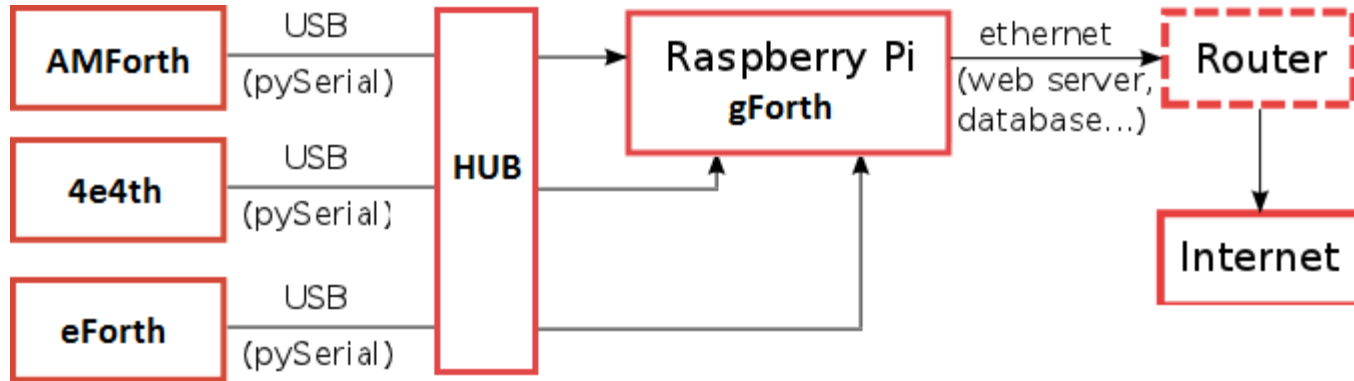 AMForth
USB
(pySerial)
4e4th
USB
(pySerial)
eForth
USB
(pySerial)
HUB
Raspberry Pi
gForth
ethernet
(web server,
database...)
Router
Internet